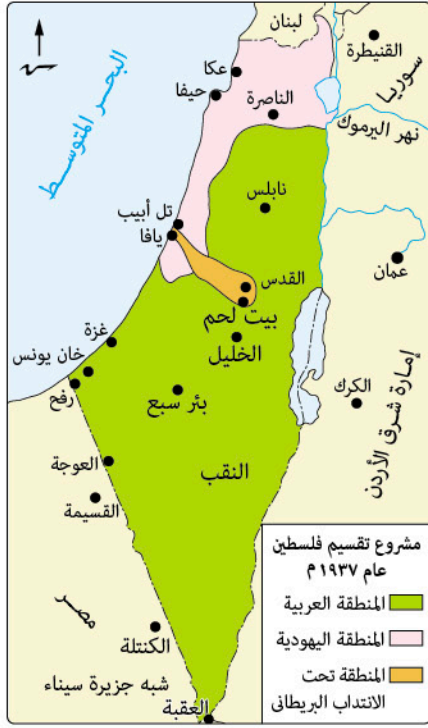 لبنان
القنيطرة
سوريا
عكا
حيفا
الناصرة
نهر اليرموك
البحر المتوسط
نابلس
تل أبيب
يافا
عمان
القدس
بيت لحم
الخليل
غزة
خان يونس
رفح
بئر سبع
الكرك
إمارة شرق الأردن
العوجة
النقب
القسيمة
مصر
الكنتلة
شبه جزيرة سيناء
العقبة
مشروع تقسيم فلسطين
عام ١٩٣٧م
المنطقة العربية
المنطقة اليهودية
المنطقة تحت
الانتداب البريطانى